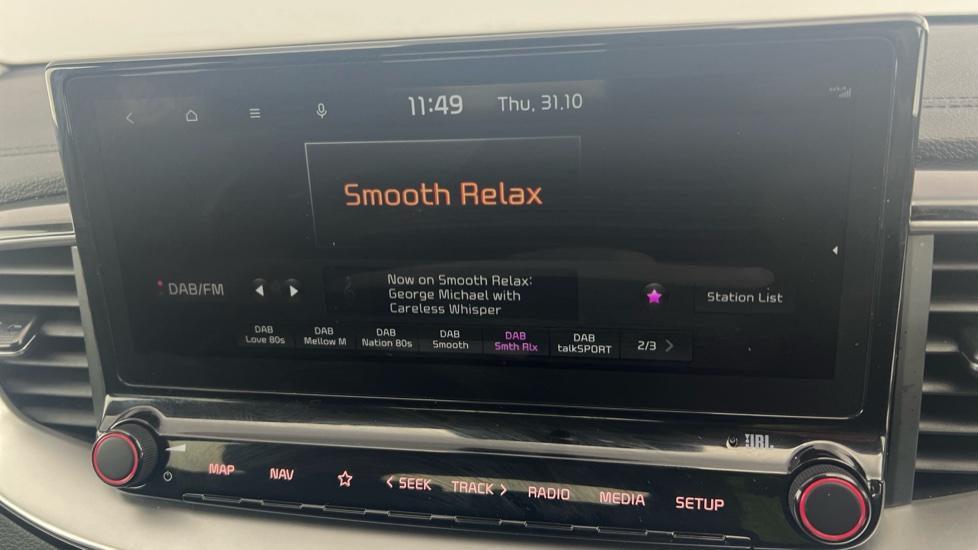 11:49 Thu, 31.10
Smooth Relax
DAB/FM
Now on Smooth Relax:
George Michael with
Careless Whisper
Station List
DAB
Love 80s
DAB
Mellow M
DAB
Nation 80s
DAB
Smooth
DAB
Smth Rlx
DAB
talkSPORT
2/3
JBL
MAP NAV SEEK TRACK RADIO MEDIA SETUP